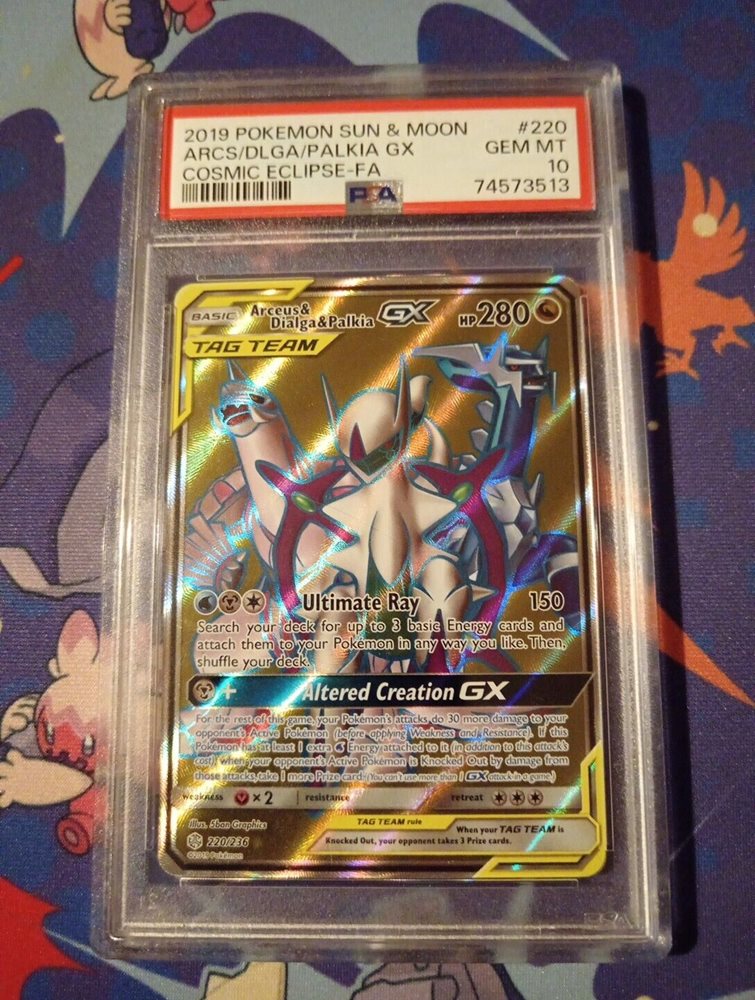 2019 POKEMON SUN & MOON #220
ARCS/DLGA/PALKIA GX GEM MT
COSMIC ECLIPSE-FA 10
PSA 74573513
BASIC Arceus& Dialga&Palkia GX HP280
TAG TEAM
Ultimate Ray 150
Search your deck for up to 3 basic Energy cards and
attach them to your Pokémon in any way you like. Then,
shuffle your deck.
+ Altered Creation GX
For the rest of this game, your Pokémon's attacks do 30 more damage to your
opponent's Active Pokémon (before applying Weakness and Resistance). If this
Pokémon has at least 1 extra Energy attached to it (in addition to this attack's
cost), when your opponent's Active Pokémon is Knocked Out by damage from
those attacks, take 1 more Prize card. (You can't use more than 1 GX attack in a game.)
weakness ×2 resistance retreat
Illus. 5ban Graphics
220/236
©2019 Pokémon
TAG TEAM rule
When your TAG TEAM is
Knocked Out, your opponent takes 3 Prize cards.